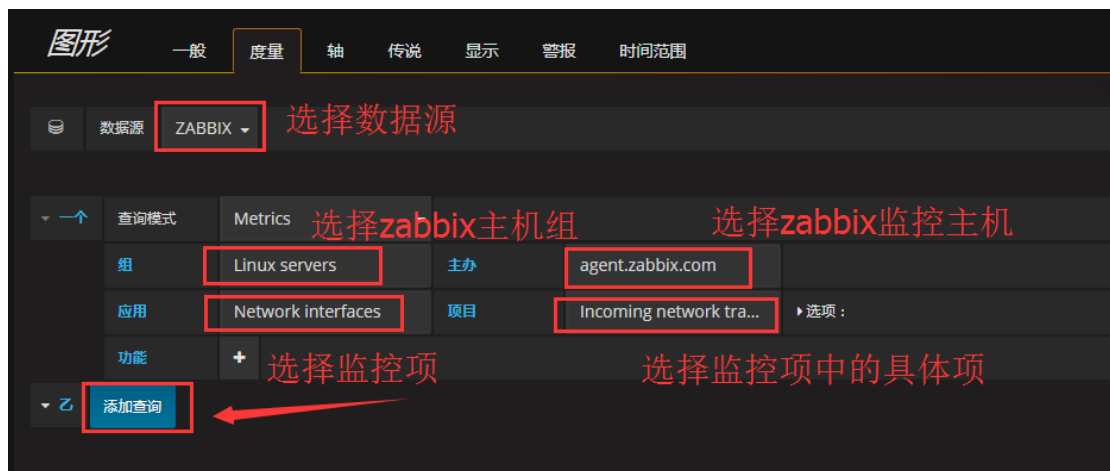 图形 一般 度量 轴 传说 显示 警报 时间范围
数据源 ZABBIX 选择数据源
一个 查询模式 Metrics 选择zabbix主机组 选择zabbix监控主机
组 Linux servers 主办 agent.zabbix.com
应用 Network interfaces 项目 Incoming network tra... 选项：
功能 + 选择监控项 选择监控项中的具体项
乙 添加查询